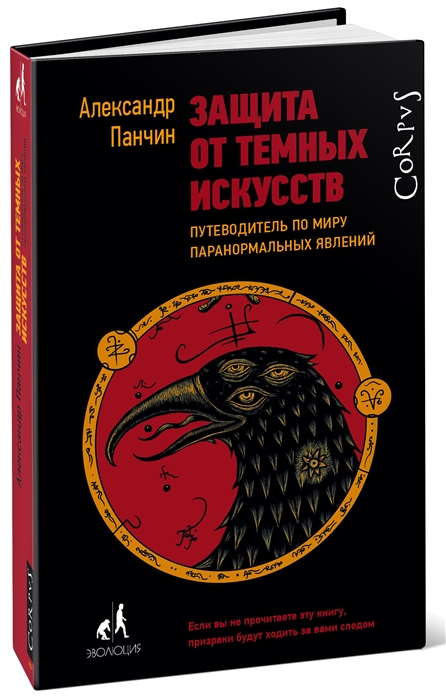 Александр
Панчин
ЗАЩИТА
ОТ ТЕМНЫХ
ИСКУССТВ
ПУТЕВОДИТЕЛЬ ПО МИРУ
ПАРАНОРМАЛЬНЫХ ЯВЛЕНИЙ
CORPVS
Если вы не прочитаете эту книгу,
призраки будут ходить за вами следом
ЭВОЛЮЦИЯ
ЭВОЛЮЦИЯ
ЗАЩИТА ОТ ТЕМНЫХ
ИСКУССТВ
Александр Панчин
CORPVS